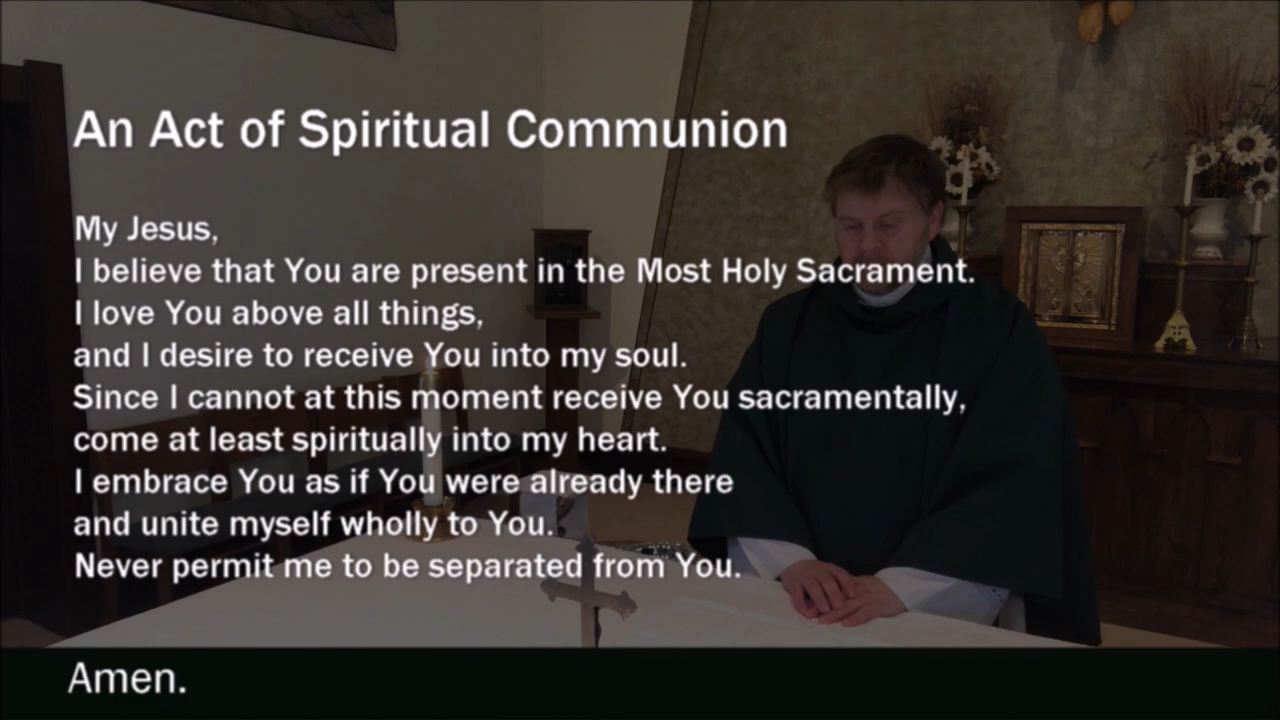 An Act of Spiritual Communion
My Jesus,
I believe that You are present in the Most Holy Sacrament.
I love You above all things,
and I desire to receive You into my soul.
Since I cannot at this moment receive You sacramentally,
come at least spiritually into my heart.
I embrace You as if You were already there
and unite myself wholly to You.
Never permit me to be separated from You.
Amen.